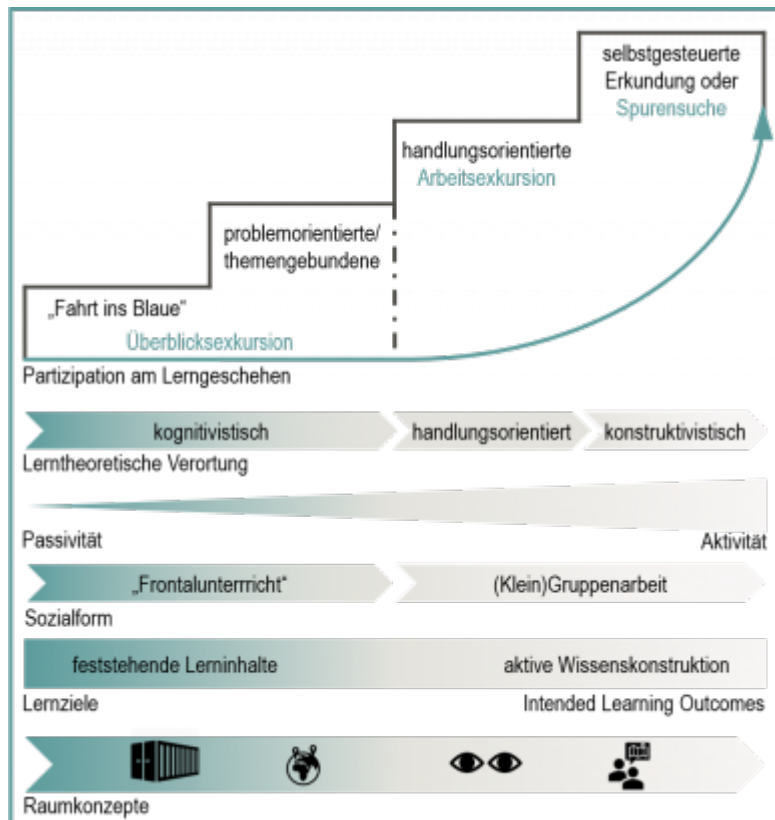 selbstgesteuerte
Erkundung oder
Spurensuche
handlungsorientierte
Arbeitsexkursion
problemorientierte/
themengebundene
„Fahrt ins Blaue“
Überblicksexkursion
Partizipation am Lerngeschehen
kognitivistisch handlungsorientiert konstruktivistisch
Lerntheoretische Verortung
Passivität Aktivität
„Frontalunterrricht“ (Klein)Gruppenarbeit
Sozialform
feststehende Lerninhalte aktive Wissenskonstruktion
Lernziele Intended Learning Outcomes
Raumkonzepte